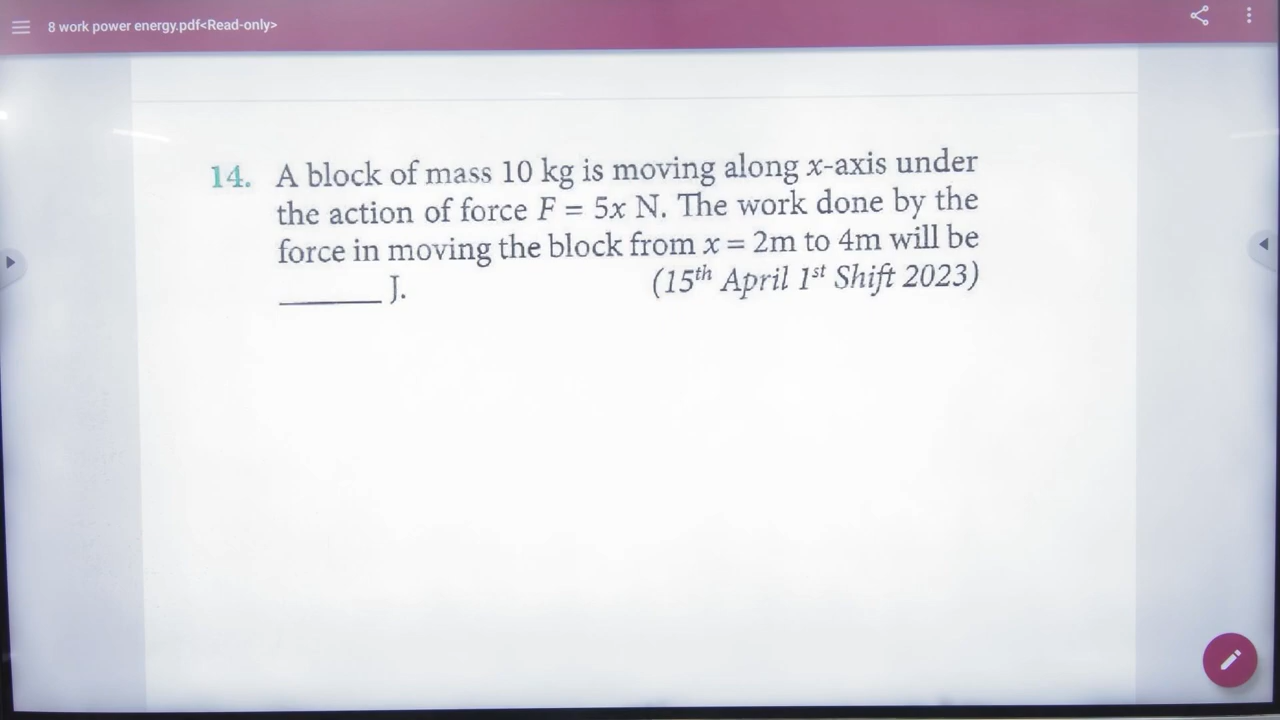 8 work power energy.pdf<Read-only>
14. A block of mass 10 kg is moving along x-axis under
the action of force F = 5x N. The work done by the
force in moving the block from x = 2m to 4m will be
______ J. (15th April 1st Shift 2023)